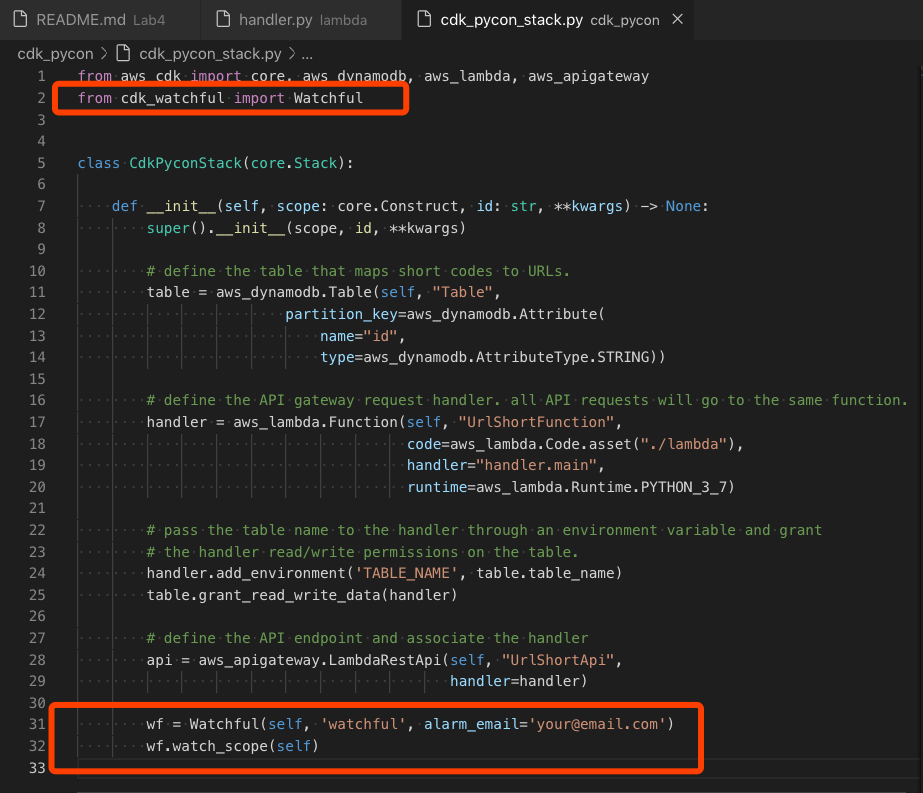 README.md Lab4 handler.py lambda cdk_pycon_stack.py cdk_pycon ×
cdk_pycon > cdk_pycon_stack.py > ...
1 from aws_cdk import core, aws_dynamodb, aws_lambda, aws_apigateway
2 from cdk_watchful import Watchful
3
4
5 class CdkPyconStack(core.Stack):
6
7 def __init__(self, scope: core.Construct, id: str, **kwargs) -> None:
8 super().__init__(scope, id, **kwargs)
9
10 # define the table that maps short codes to URLs.
11 table = aws_dynamodb.Table(self, "Table",
12 partition_key=aws_dynamodb.Attribute(
13 name="id",
14 type=aws_dynamodb.AttributeType.STRING))
15
16 # define the API gateway request handler. all API requests will go to the same function.
17 handler = aws_lambda.Function(self, "UrlShortFunction",
18 code=aws_lambda.Code.asset("./lambda"),
19 handler="handler.main",
20 runtime=aws_lambda.Runtime.PYTHON_3_7)
21
22 # pass the table name to the handler through an environment variable and grant
23 # the handler read/write permissions on the table.
24 handler.add_environment('TABLE_NAME', table.table_name)
25 table.grant_read_write_data(handler)
26
27 # define the API endpoint and associate the handler
28 api = aws_apigateway.LambdaRestApi(self, "UrlShortApi",
29 handler=handler)
30
31 wf = Watchful(self, 'watchful', alarm_email='your@email.com')
32 wf.watch_scope(self)
33